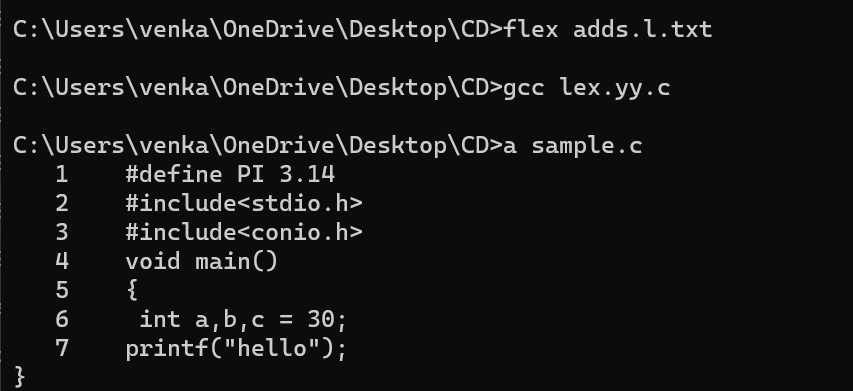 C:\Users\venka\OneDrive\Desktop\CD>flex adds.l.txt
C:\Users\venka\OneDrive\Desktop\CD>gcc lex.yy.c
C:\Users\venka\OneDrive\Desktop\CD>a sample.c
1 #define PI 3.14
2 #include<stdio.h>
3 #include<conio.h>
4 void main()
5 {
6 int a,b,c = 30;
7 printf("hello");
}